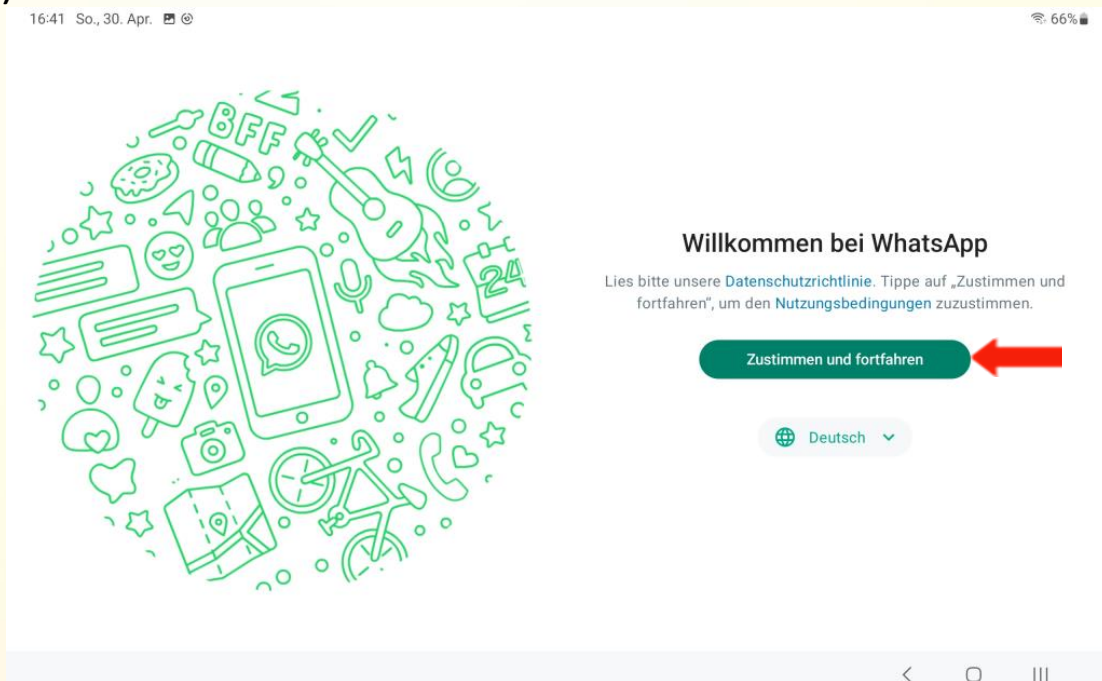 16:41 So., 30. Apr.
66%
BFF
24
Willkommen bei WhatsApp
Lies bitte unsere Datenschutzrichtlinie. Tippe auf „Zustimmen und
fortfahren“, um den Nutzungsbedingungen zuzustimmen.
Zustimmen und fortfahren
Deutsch